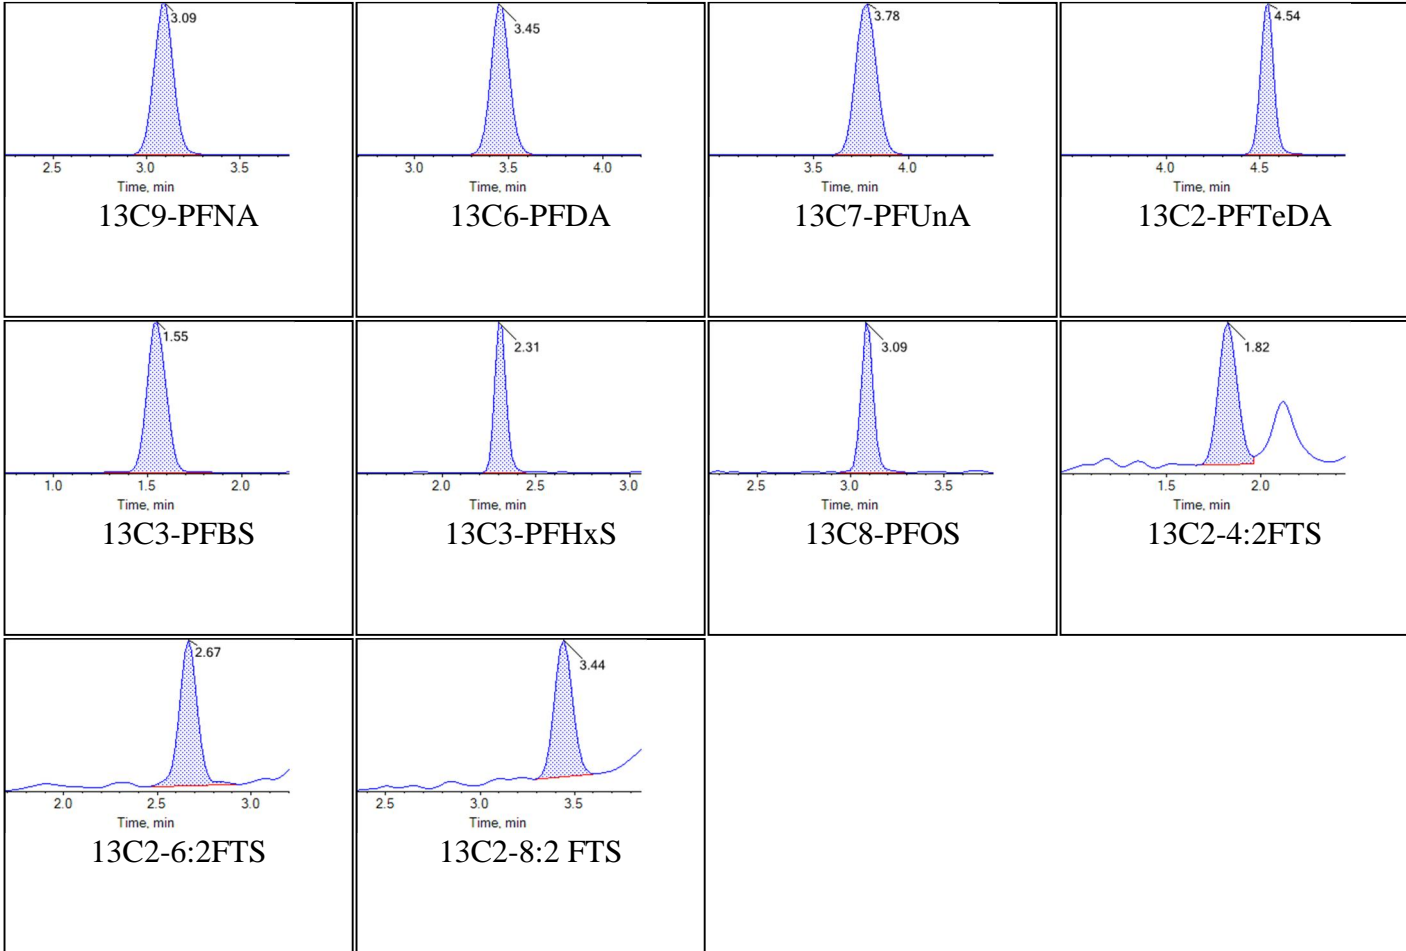 3.09
2.5 3.0 3.5
Time, min
13C9-PFNA
3.45
3.0 3.5 4.0
Time, min
13C6-PFDA
3.78
3.5 4.0
Time, min
13C7-PFUnA
4.54
4.0 4.5
Time, min
13C2-PFTeDA
1.55
1.0 1.5 2.0
Time, min
13C3-PFBS
2.31
2.0 2.5 3.0
Time, min
13C3-PFHxS
3.09
2.5 3.0 3.5
Time, min
13C8-PFOS
1.82
1.5 2.0
Time, min
13C2-4:2FTS
2.67
2.0 2.5 3.0
Time, min
13C2-6:2FTS
3.44
2.5 3.0 3.5
Time, min
13C2-8:2 FTS